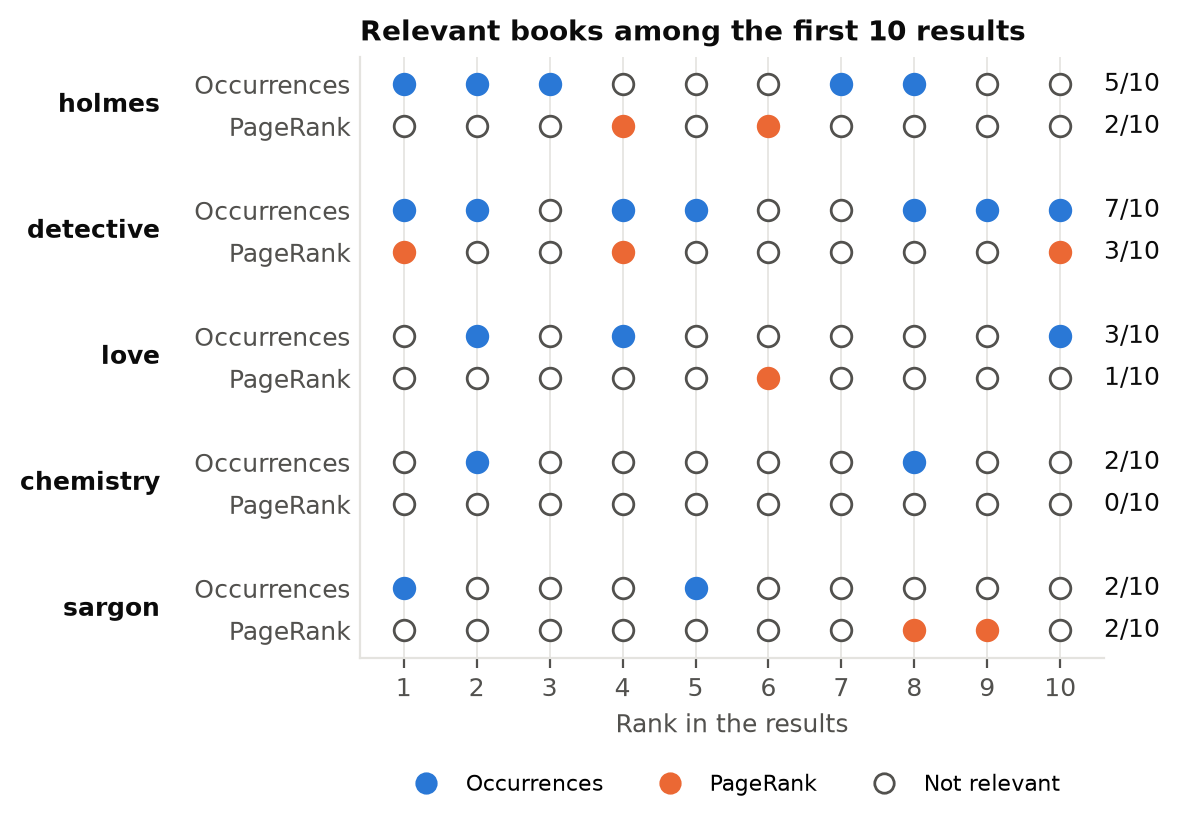 Relevant books among the first 10 results
holmes
Occurrences 5/10
PageRank 2/10
detective
Occurrences 7/10
PageRank 3/10
love
Occurrences 3/10
PageRank 1/10
chemistry
Occurrences 2/10
PageRank 0/10
sargon
Occurrences 2/10
PageRank 2/10
1 2 3 4 5 6 7 8 9 10
Rank in the results
Occurrences PageRank Not relevant